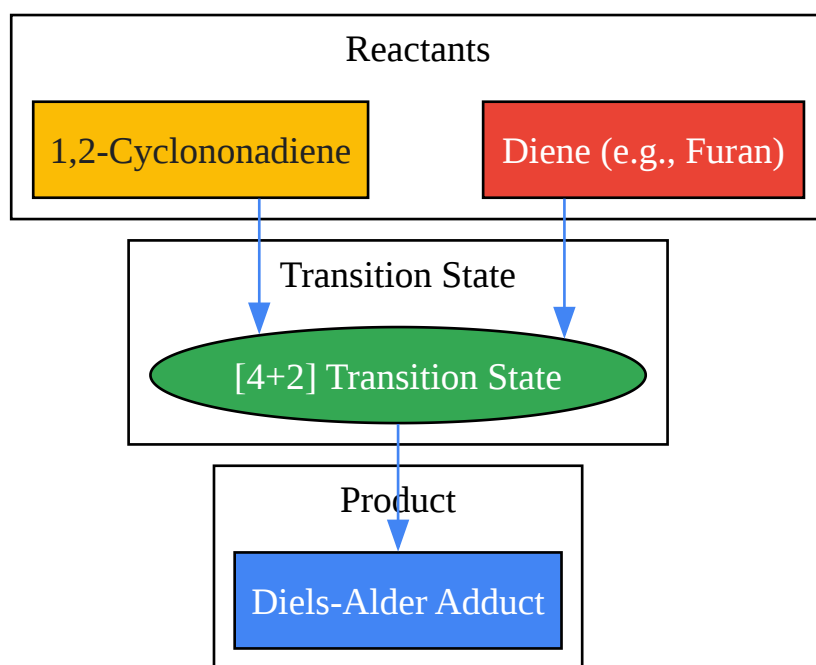 Reactants
1,2-Cyclononadiene
Diene (e.g., Furan)
Transition State
[4+2] Transition State
Product
Diels-Alder Adduct